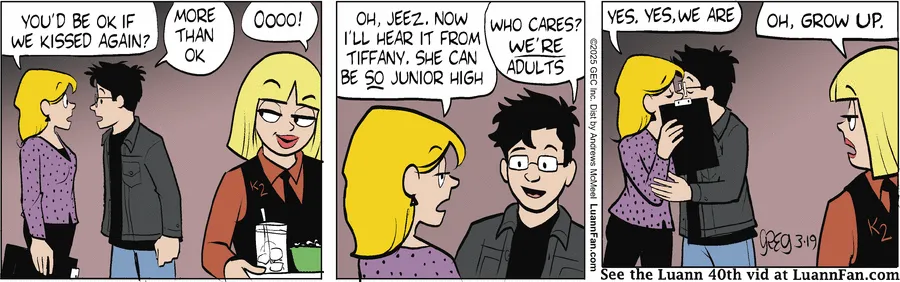 YOU'D BE OK IF
WE KISSED AGAIN?
MORE
THAN
OK
OOOO!
K2
OH, JEEZ. NOW
I'LL HEAR IT FROM
TIFFANY. SHE CAN
BE SO JUNIOR HIGH
WHO CARES?
WE'RE
ADULTS
©2025 GEC Inc. Dist by Andrews McMeel LuannFan.com
YES. YES, WE ARE
OH, GROW UP.
K2
GREG 3·19
See the Luann 40th vid at LuannFan.com